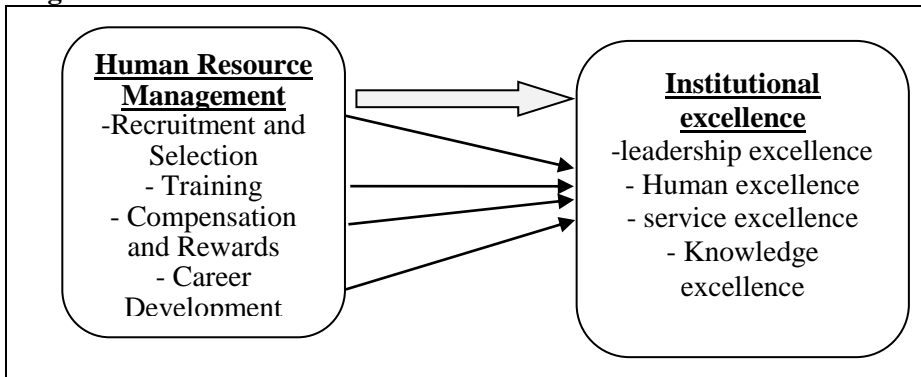 Human Resource
Management
-Recruitment and
Selection
- Training
- Compensation
and Rewards
- Career
Development
Institutional
excellence
-leadership excellence
- Human excellence
- service excellence
- Knowledge
excellence